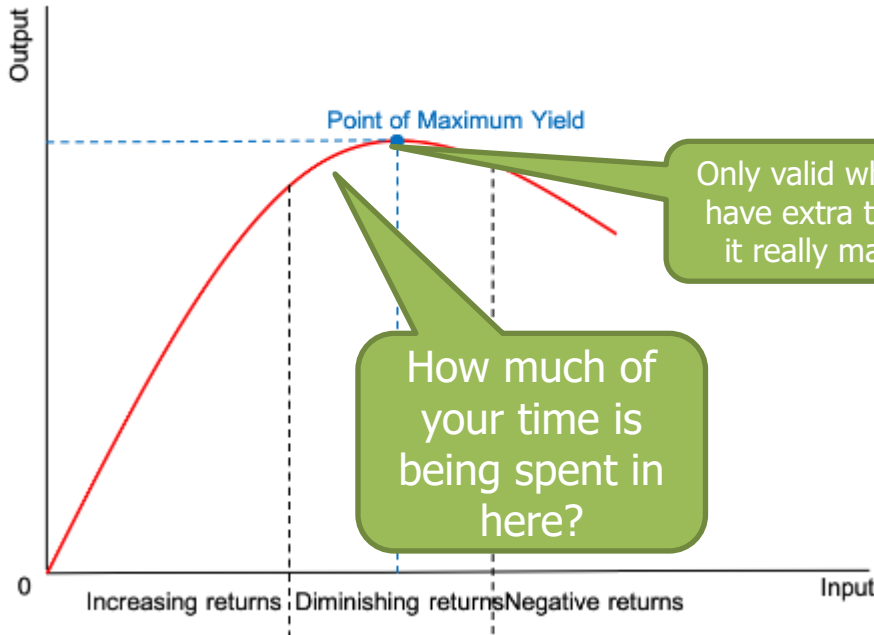 Output
Point of Maximum Yield
Only valid wh
have extra t
it really ma
How much of
your time is
being spent in
here?
0
Increasing returns
Diminishing returns
Negative returns
Input